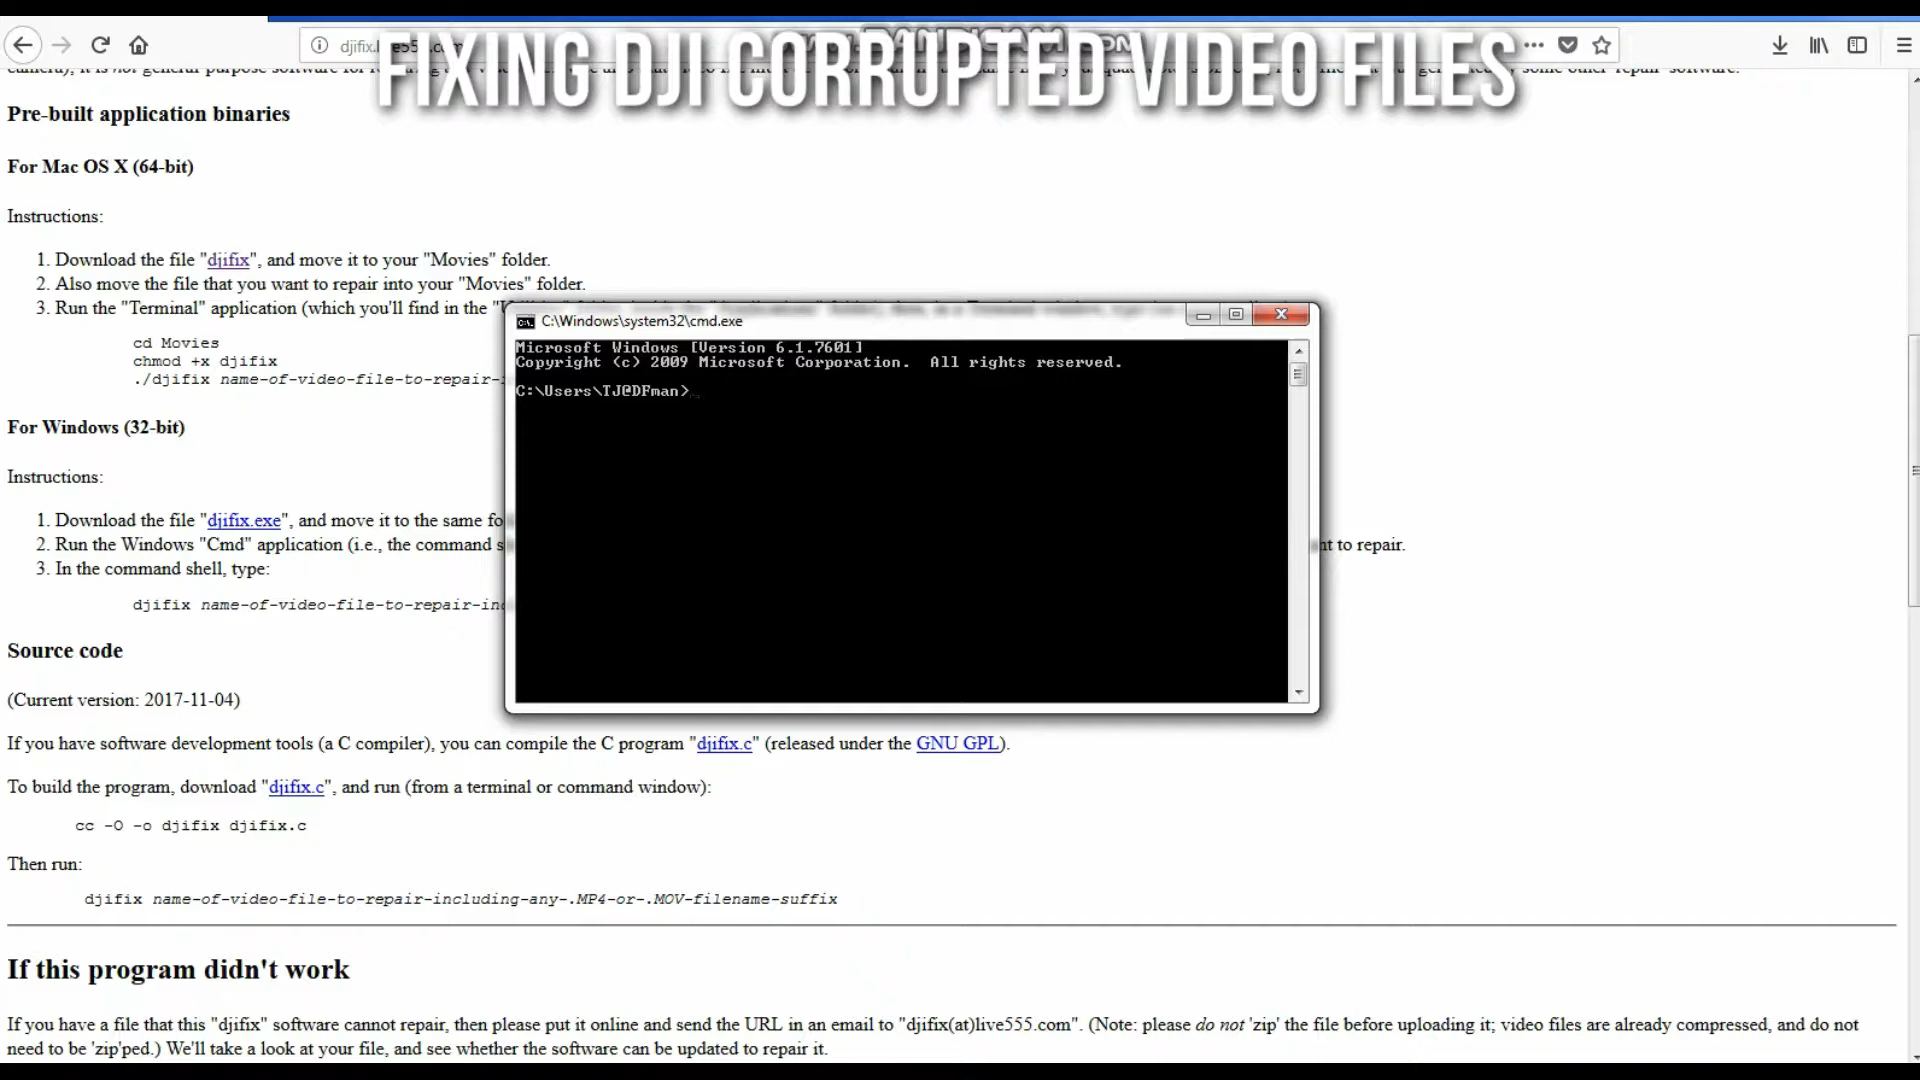 FIXING DJI CORRUPTED VIDEO FILES
Pre-built application binaries
For Mac OS X (64-bit)
Instructions:
1. Download the file "djifix", and move it to your "Movies" folder.
2. Also move the file that you want to repair into your "Movies" folder.
3. Run the "Terminal" application (which you'll find in the
cd Movies
chmod +x djifix
./djifix name-of-video-file-to-repair-
For Windows (32-bit)
Instructions:
1. Download the file "djifix.exe", and move it to the same
2. Run the Windows "Cmd" application (i.e., the command
to repair.
3. In the command shell, type:
djifix name-of-video-file-to-repair-
C:\Windows\system32\cmd.exe
Microsoft Windows [Version 6.1.7601]
Copyright (c) 2009 Microsoft Corporation. All rights reserved.
C:\Users\TJ@DFman>
Source code
(Current version: 2017-11-04)
If you have software development tools (a C compiler), you can compile the C program "djifix.c" (released under the GNU GPL).
To build the program, download "djifix.c", and run (from a terminal or command window):
cc -O -o djifix djifix.c
Then run:
djifix name-of-video-file-to-repair-including-any-.MP4-or-.MOV-filename-suffix
If this program didn't work
If you have a file that this "djifix" software cannot repair, then please put it online and send the URL in an email to "djifix(at)live555.com". (Note: please do not 'zip' the file before uploading it; video files are already compressed, and do not
need to be 'zip'ped.) We'll take a look at your file, and see whether the software can be updated to repair it.